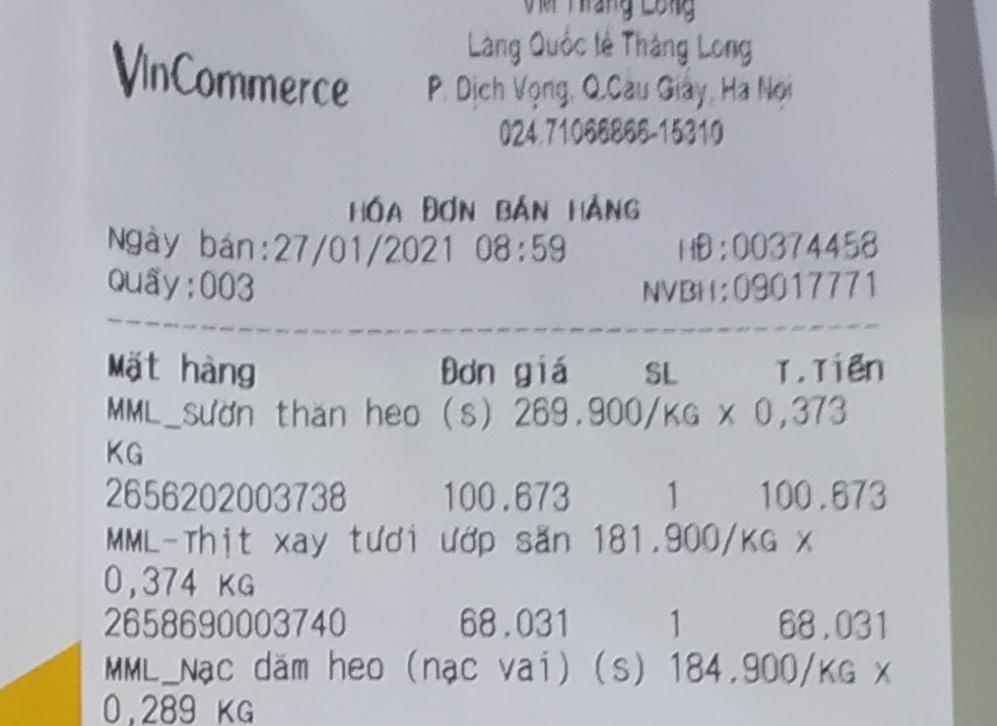 VM Thăng Long
VinCommerce
Làng Quốc tế Thăng Long
P. Dịch Vọng, Q.Cầu Giấy, Hà Nội
024.71066866-15310
HÓA ĐƠN BÁN HÀNG
Ngày bán:27/01/2021 08:59 HĐ:00374458
Quầy:003 NVBH:09017771
Mặt hàng Đơn giá SL T.Tiền
MML_Sườn thăn heo (s) 269.900/KG x 0,373
KG
2656202003738 100.673 1 100.673
MML-Thịt xay tươi ướp sẵn 181.900/KG x
0,374 KG
2658690003740 68.031 1 68.031
MML_Nạc dăm heo (nạc vai) (s) 184.900/KG x
0,289 KG